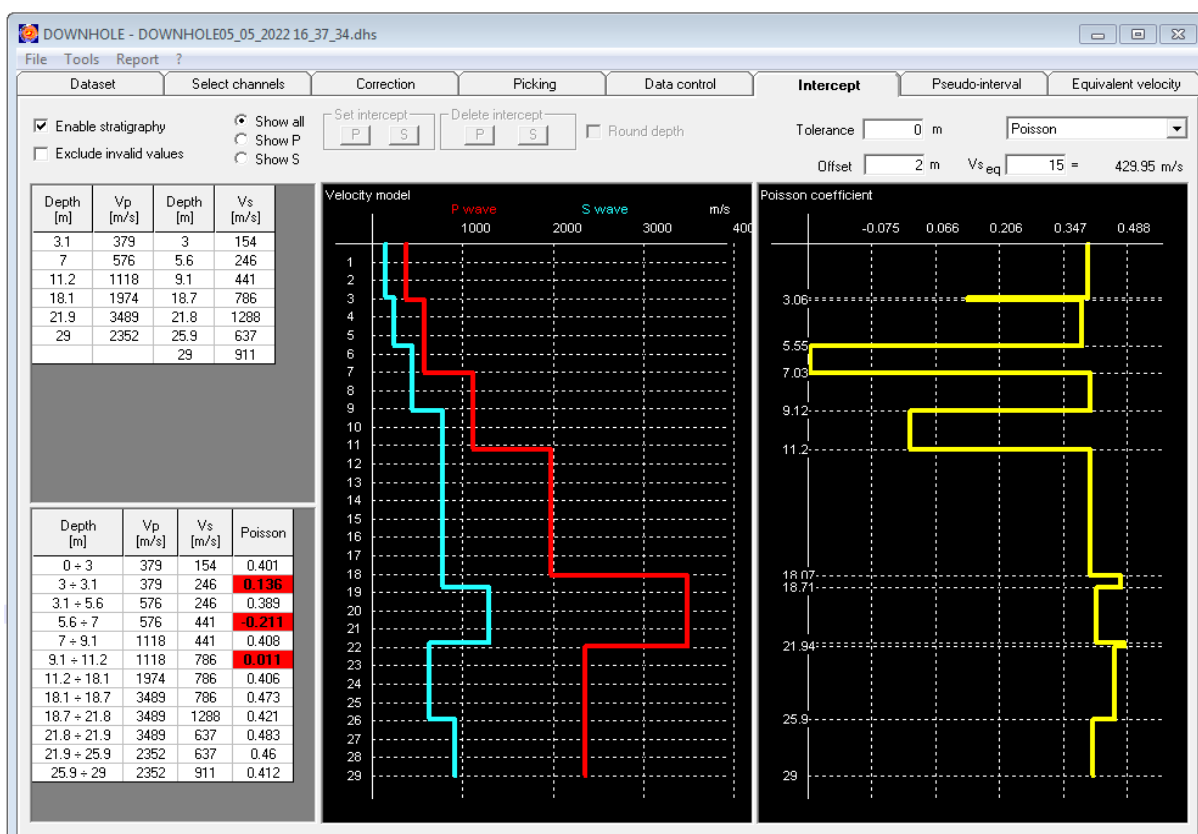 DOWNHOLE - DOWNHOLE05_05_2022 16_37_34.dhs
File Tools Report ?
Dataset Select channels Correction Picking Data control Intercept Pseudo-interval Equivalent velocity
Enable stratigraphy
Exclude invalid values
Show all
Show P
Show S
Set intercept
P S
Delete intercept
P S
Round depth
Tolerance 0 m
Poisson
Offset 2 m
Vs eq 15 = 429.95 m/s
Depth [m] Vp [m/s] Depth [m] Vs [m/s]
3.1 379 3 154
7 576 5.6 246
11.2 1118 9.1 441
18.1 1974 18.7 786
21.9 3489 21.8 1288
29 2352 25.9 637
29 911
Depth [m] Vp [m/s] Vs [m/s] Poisson
0 ÷ 3 379 154 0.401
3 ÷ 3.1 379 246 0.136
3.1 ÷ 5.6 576 246 0.389
5.6 ÷ 7 576 441 -0.211
7 ÷ 9.1 1118 441 0.408
9.1 ÷ 11.2 1118 786 0.011
11.2 ÷ 18.1 1974 786 0.406
18.1 ÷ 18.7 3489 786 0.473
18.7 ÷ 21.8 3489 1288 0.421
21.8 ÷ 21.9 3489 637 0.483
21.9 ÷ 25.9 2352 637 0.46
25.9 ÷ 29 2352 911 0.412
Velocity model
P wave S wave m/s
1000 2000 3000 400
1
2
3
4
5
6
7
8
9
10
11
12
13
14
15
16
17
18
19
20
21
22
23
24
25
26
27
28
29
Poisson coefficient
-0.075 0.066 0.206 0.347 0.488
3.06
5.55
7.03
9.12
11.2
18.07
18.71
21.94
25.9
29